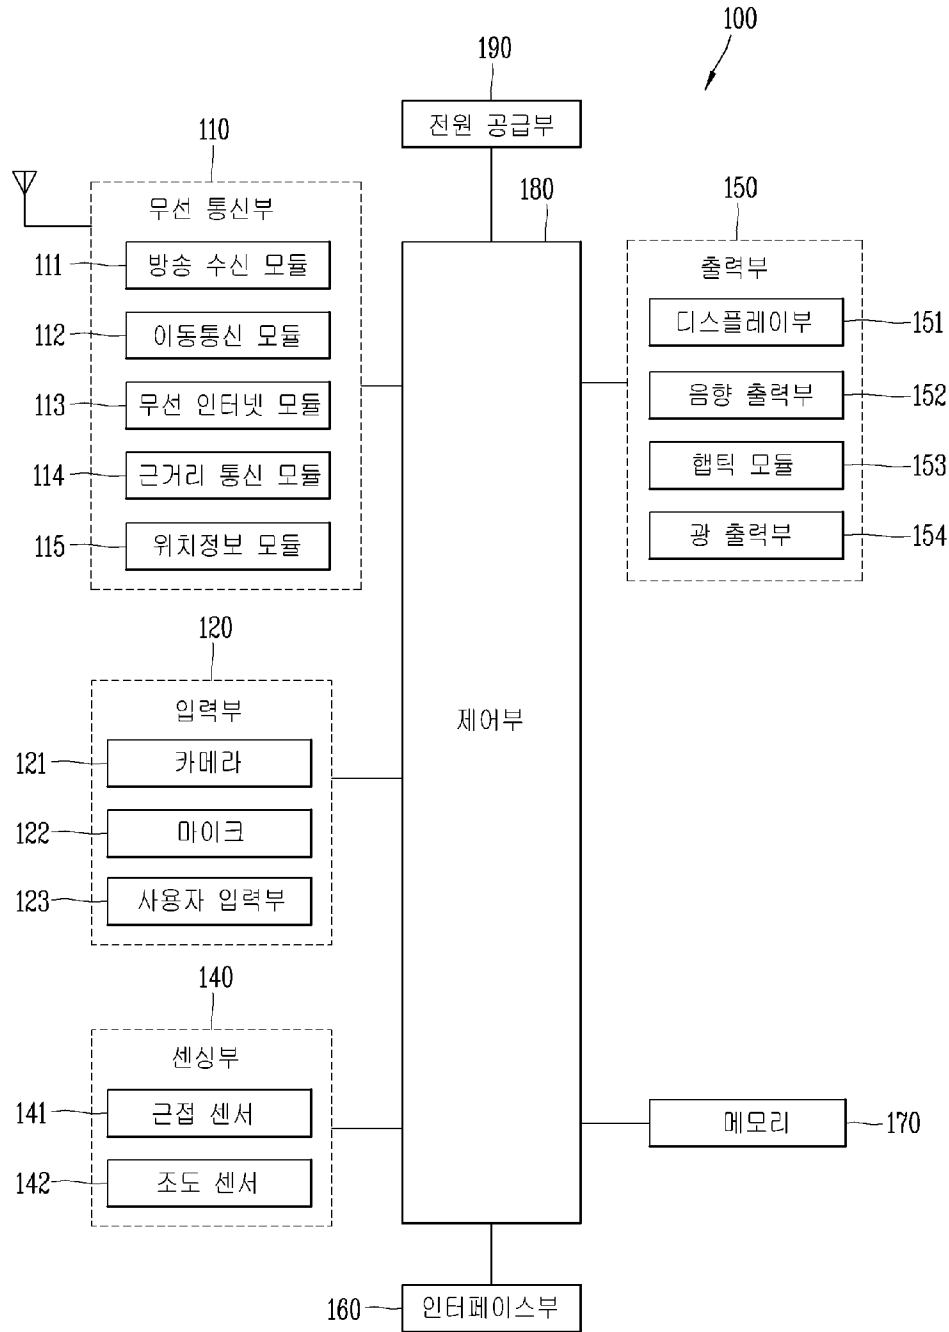 100
190
전원 공급부
110
180
150
무선 통신부
111 방송 수신 모듈
112 이동통신 모듈
113 무선 인터넷 모듈
114 근거리 통신 모듈
115 위치정보 모듈
출력부
디스플레이부 151
음향 출력부 152
햅틱 모듈 153
광 출력부 154
120
입력부
121 카메라
122 마이크
123 사용자 입력부
제어부
140
센싱부
141 근접 센서
142 조도 센서
메모리 170
160 인터페이스부